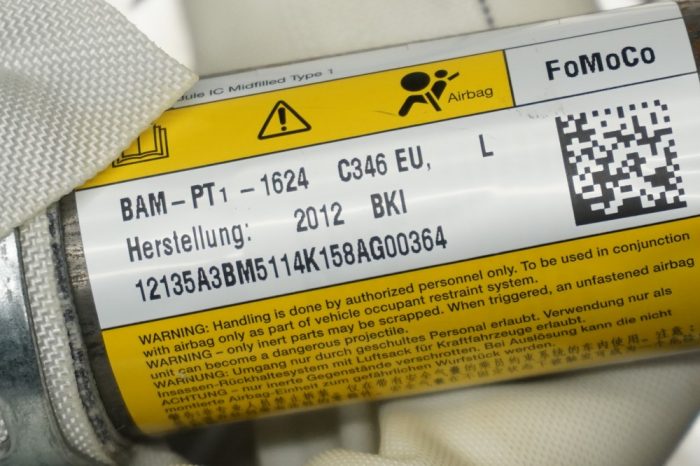 dule IC Midfilled Type 1
Airbag
FoMoCo
BAM-PT1-1624 C346 EU, L
Herstellung: 2012 BKI
12135A3BM5114K158AG00364
WARNING: Handling is done by authorized personnel only. To be used in conjunction
with airbag only as part of vehicle occupant restraint system.
WARNING - only inert parts may be scrapped. When triggered, an unfastened airbag
unit can become a dangerous projectile.
WARNUNG: Umgang nur durch geschultes Personal erlaubt. Verwendung nur als
Insassen-Rückhaltesystem mit Luftsack für Kraftfahrzeuge erlaubt.
ACHTUNG - nur inerte Gegenstände verschrotten. Bei Auslösung kann die nicht
montierte Airbag-Einheit zum gefährlichen Wurfstück werden.